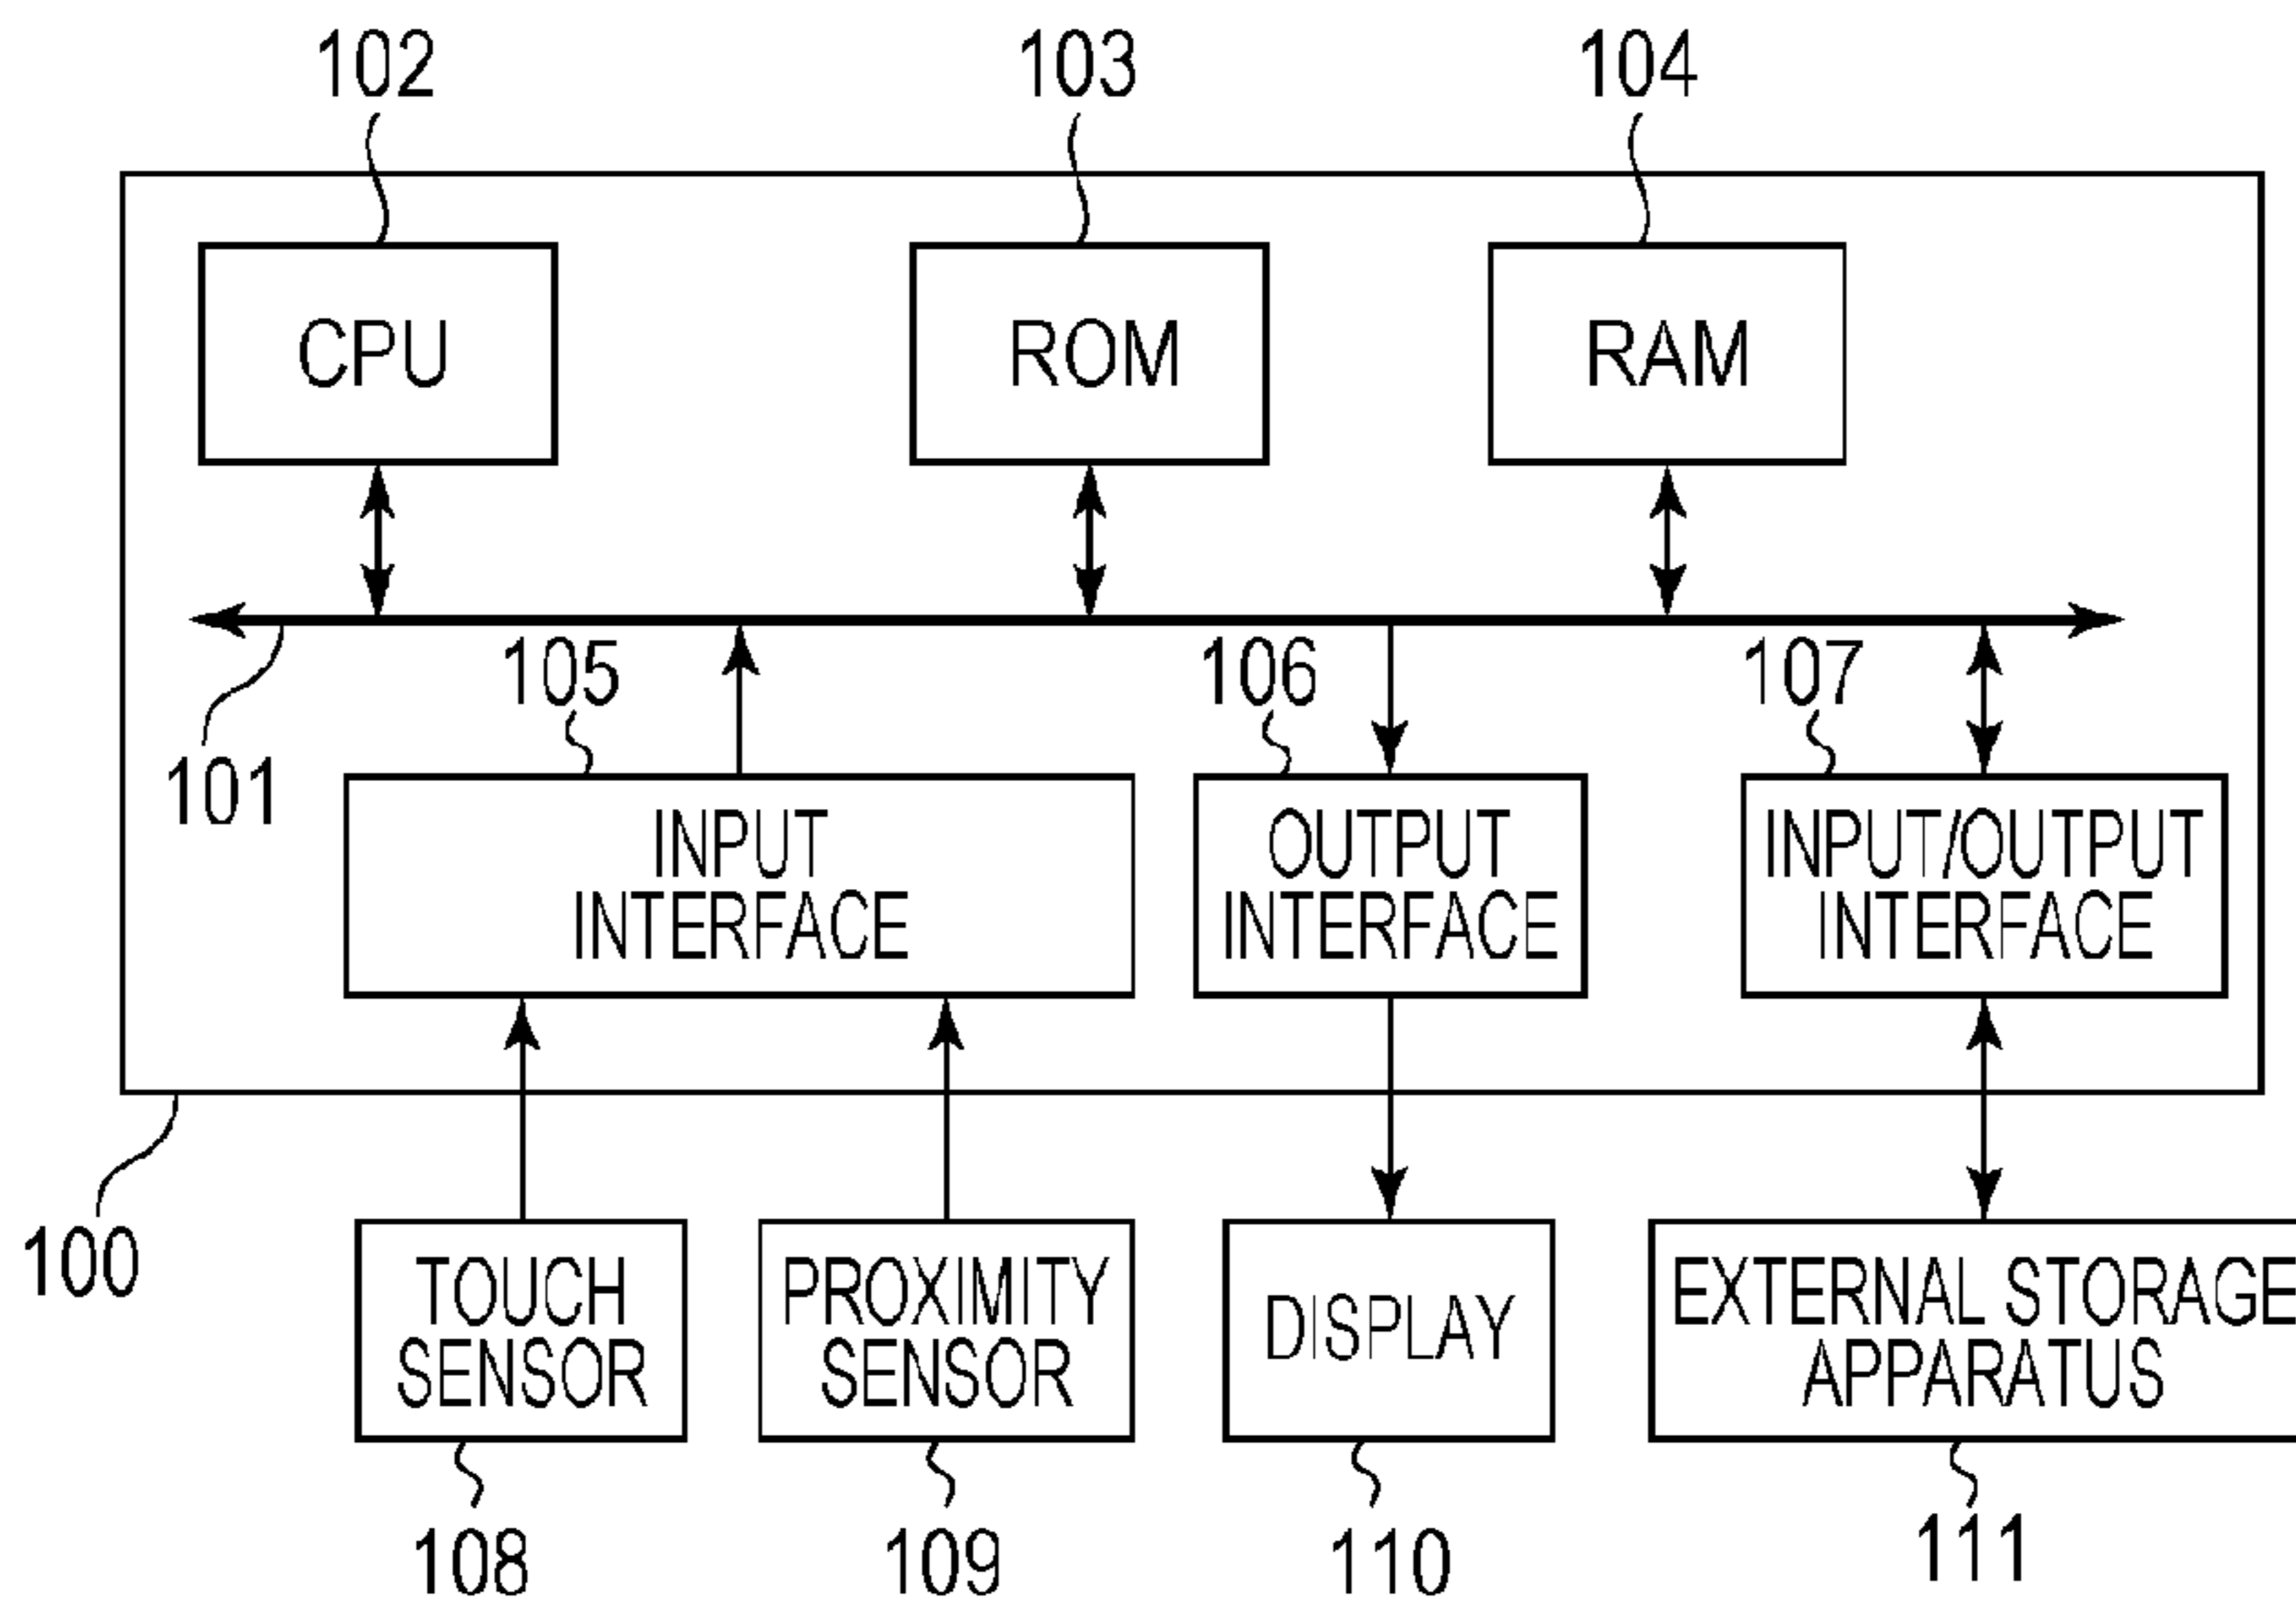 102
103
104
CPU
ROM
RAM
105
106
107
101
INPUT
INTERFACE
OUTPUT
INTERFACE
INPUT/OUTPUT
INTERFACE
100
TOUCH
SENSOR
PROXIMITY
SENSOR
DISPLAY
EXTERNAL STORAGE
APPARATUS
108
109
110
111